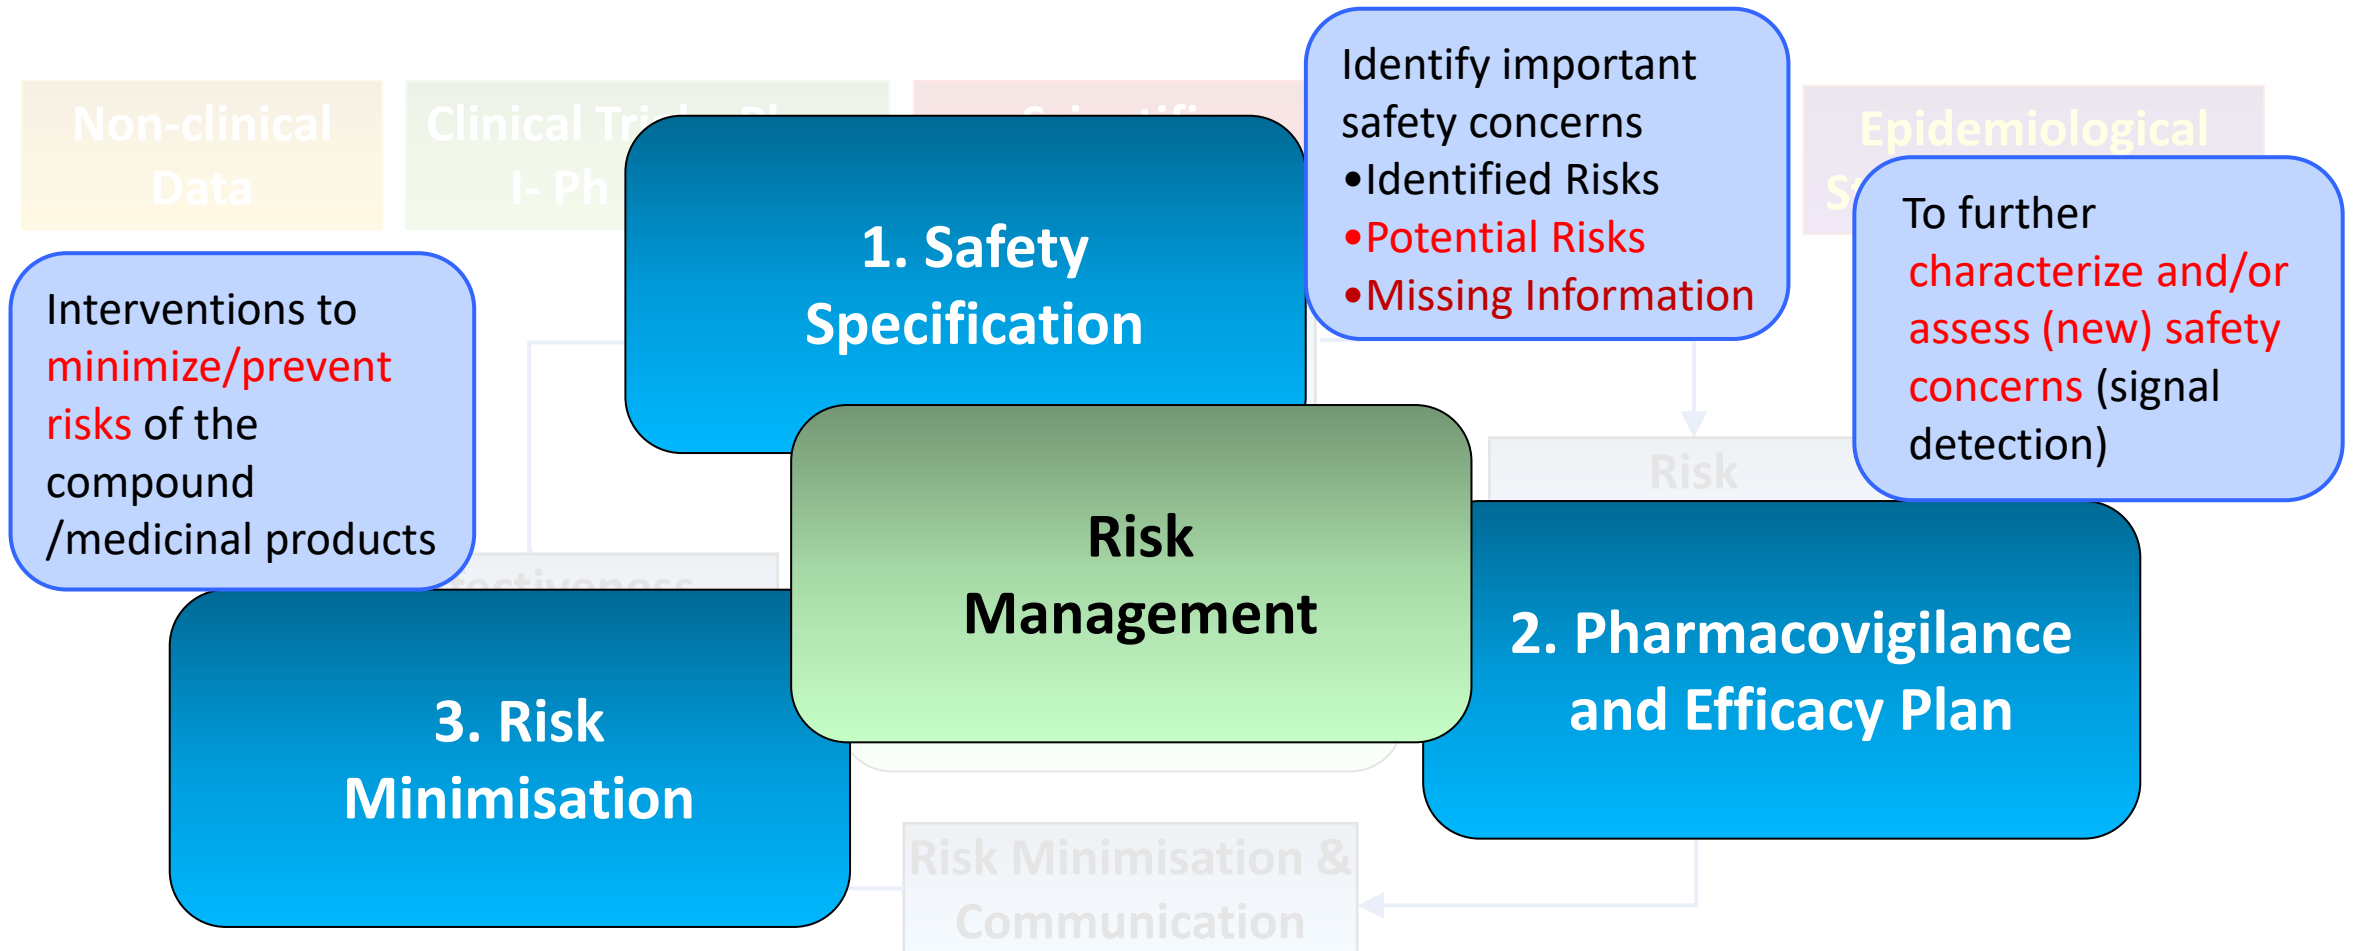 Non-clinical
Data
Clinical
I- Ph
Epidemiological
1. Safety
Specification
Identify important
safety concerns
•Identified Risks
•Potential Risks
•Missing Information
To further
characterize and/or
assess (new) safety
concerns (signal
detection)
Interventions to
minimize/prevent
risks of the
compound
/medicinal products
Risk
Risk
Management
2. Pharmacovigilance
and Efficacy Plan
3. Risk
Minimisation
Risk Minimisation &
Communication